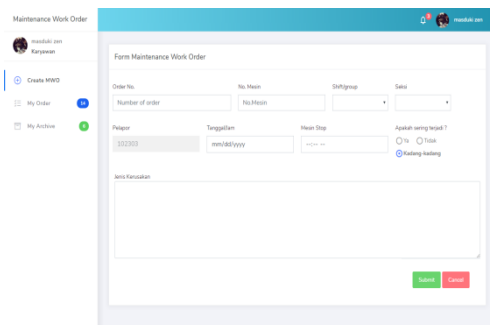 Maintenance Work Order
masduki zen
masduki zen
Karyawan
Form Maintenance Work Order
Create MWO
My Order
My Archive
Order No.
No. Mesin
Shift/group
Seksi
Number of order
No.Mesin
Pelapor
Tanggal/jam
Mesin Stop
Apakah sering terjadi ?
102303
mm/dd/yyyy
--:-- --
Ya
Tidak
Kadang-kadang
Jenis Kerusakan
Submit
Cancel